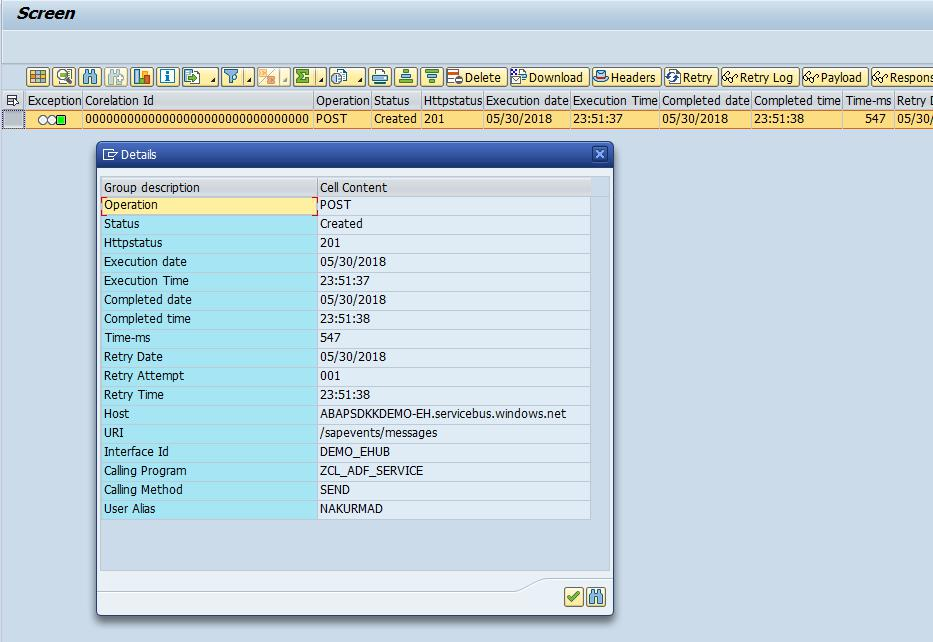 Screen
Delete Download Headers Retry Retry Log Payload Respons
Exception Corelation Id Operation Status Httpstatus Execution date Execution Time Completed date Completed time Time-ms Retry D
POST Created 201 05/30/2018 23:51:37 05/30/2018 23:51:38 547 05/30/
Details
Group description Cell Content
Operation POST
Status Created
Httpstatus 201
Execution date 05/30/2018
Execution Time 23:51:37
Completed date 05/30/2018
Completed time 23:51:38
Time-ms 547
Retry Date 05/30/2018
Retry Attempt 001
Retry Time 23:51:38
Host ABAPSDKKDEMO-EH.servicebus.windows.net
URI /sapevents/messages
Interface Id DEMO_EHUB
Calling Program ZCL_ADF_SERVICE
Calling Method SEND
User Alias NAKURMAD